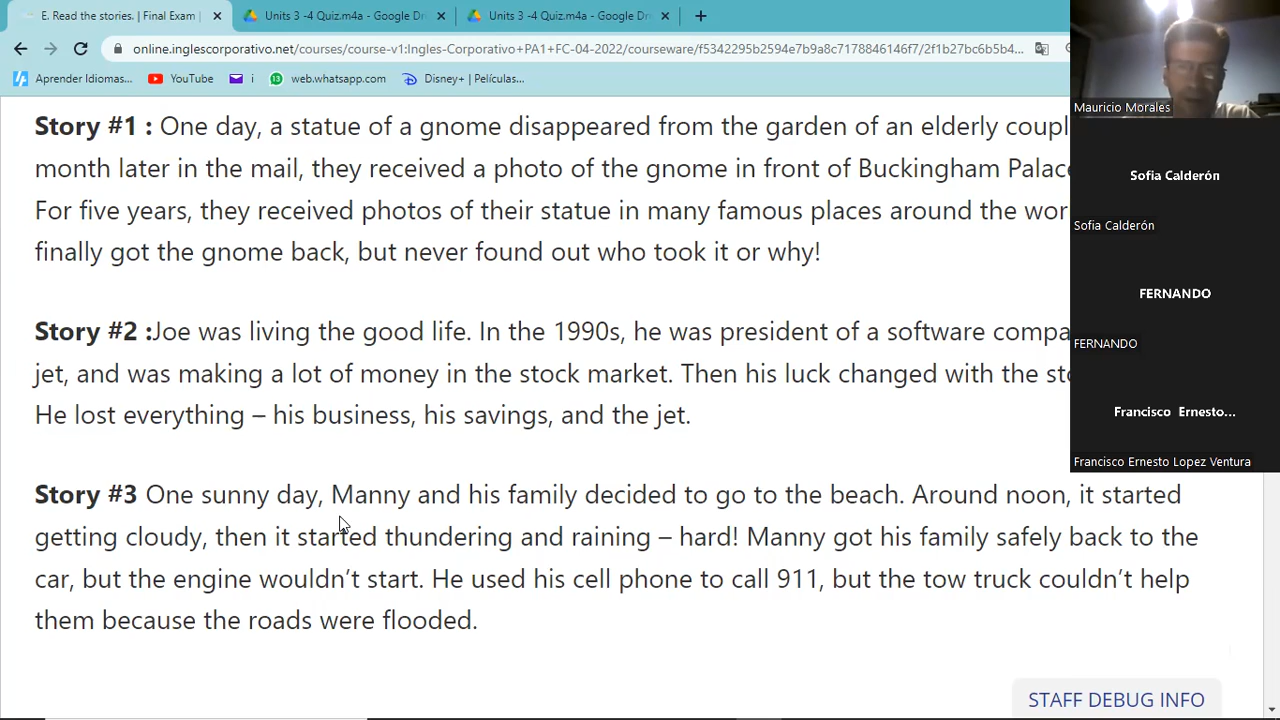 E. Read the stories. | Final Exam
Units 3 -4 Quiz.m4a - Google Dr
Units 3 -4 Quiz.m4a - Google Dr
online.inglescorporativo.net/courses/course-v1:Ingles-Corporativo+PA1+FC-04-2022/courseware/f5342295b2594e7b9a8c7178846146f7/2f1b27bc6b5b4...
Aprender Idiomas...
YouTube
i
13
web.whatsapp.com
Disney+ | Películas,...
Story #1 : One day, a statue of a gnome disappeared from the garden of an elderly coupl
month later in the mail, they received a photo of the gnome in front of Buckingham Palace
For five years, they received photos of their statue in many famous places around the wor
finally got the gnome back, but never found out who took it or why!
Story #2 :Joe was living the good life. In the 1990s, he was president of a software compa
jet, and was making a lot of money in the stock market. Then his luck changed with the sto
He lost everything – his business, his savings, and the jet.
Story #3 One sunny day, Manny and his family decided to go to the beach. Around noon, it started
getting cloudy, then it started thundering and raining – hard! Manny got his family safely back to the
car, but the engine wouldn’t start. He used his cell phone to call 911, but the tow truck couldn’t help
them because the roads were flooded.
STAFF DEBUG INFO
Mauricio Morales
Sofia Calderón
Sofia Calderón
FERNANDO
FERNANDO
Francisco Ernesto...
Francisco Ernesto Lopez Ventura